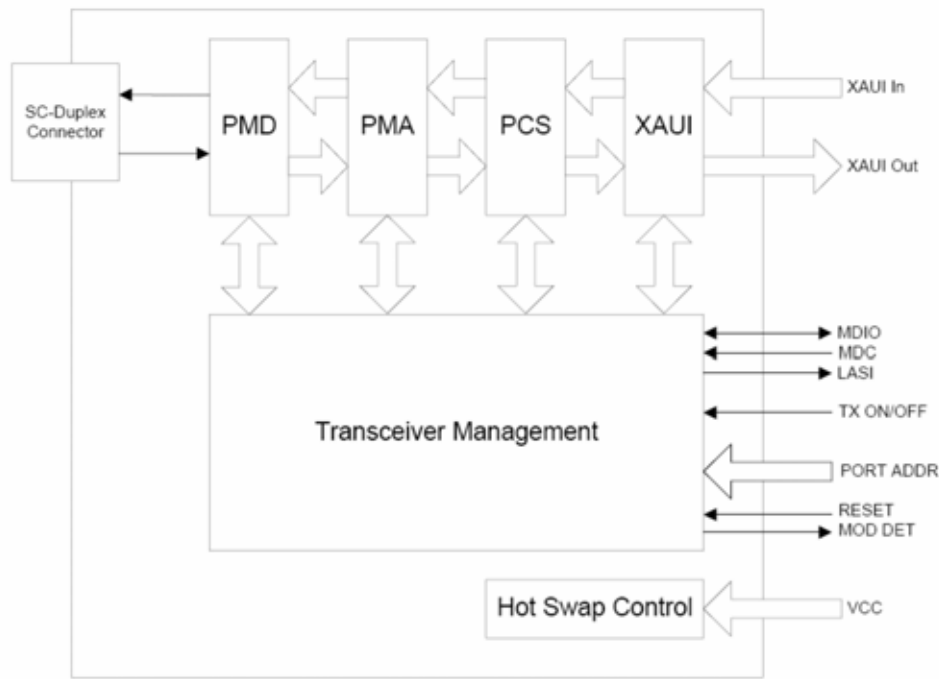 SC-Duplex
Connector
PMD
PMA
PCS
XAUI
XAUI In
XAUI Out
MDIO
MDC
LASI
Transceiver Management
TX ON/OFF
PORT ADDR
RESET
MOD DET
Hot Swap Control
VCC